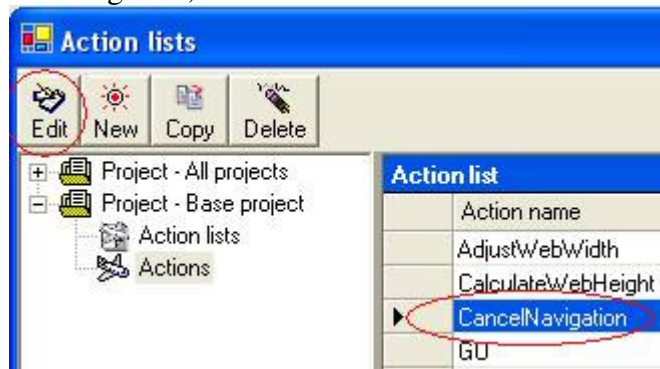 Action lists
Edit New Copy Delete
Project - All projects
Project - Base project
Action lists
Actions
Action list
Action name
AdjustWebWidth
CalculateWebHeight
CancelNavigation
GU